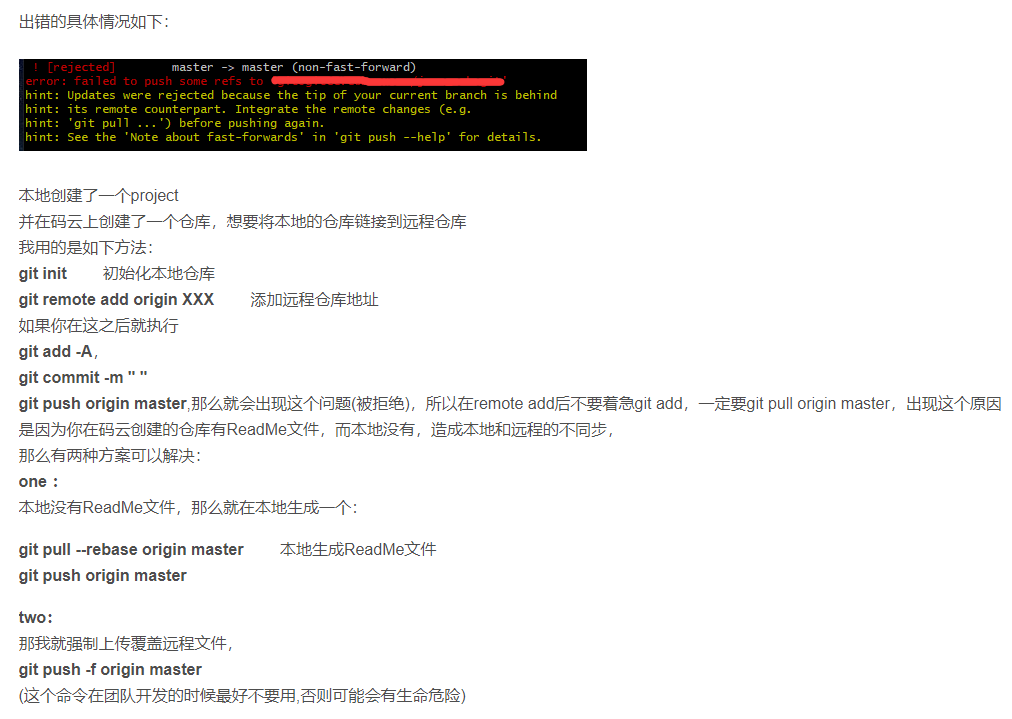 出错的具体情况如下：
! [rejected]        master -> master (non-fast-forward)
error: failed to push some refs to
hint: Updates were rejected because the tip of your current branch is behind
hint: its remote counterpart. Integrate the remote changes (e.g.
hint: 'git pull ...') before pushing again.
hint: See the 'Note about fast-forwards' in 'git push --help' for details.
本地创建了一个project
并在码云上创建了一个仓库，想要将本地的仓库链接到远程仓库
我用的是如下方法：
git init 初始化本地仓库
git remote add origin XXX 添加远程仓库地址
如果你在这之后就执行
git add -A，
git commit -m " "
git push origin master,那么就会出现这个问题(被拒绝)，所以在remote add后不要着急git add，一定要git pull origin master，出现这个原因
是因为你在码云创建的仓库有ReadMe文件，而本地没有，造成本地和远程的不同步，
那么有两种方案可以解决：
one：
本地没有ReadMe文件，那么就在本地生成一个：
git pull --rebase origin master 本地生成ReadMe文件
git push origin master
two：
那我就强制上传覆盖远程文件，
git push -f origin master
(这个命令在团队开发的时候最好不要用,否则可能会有生命危险)